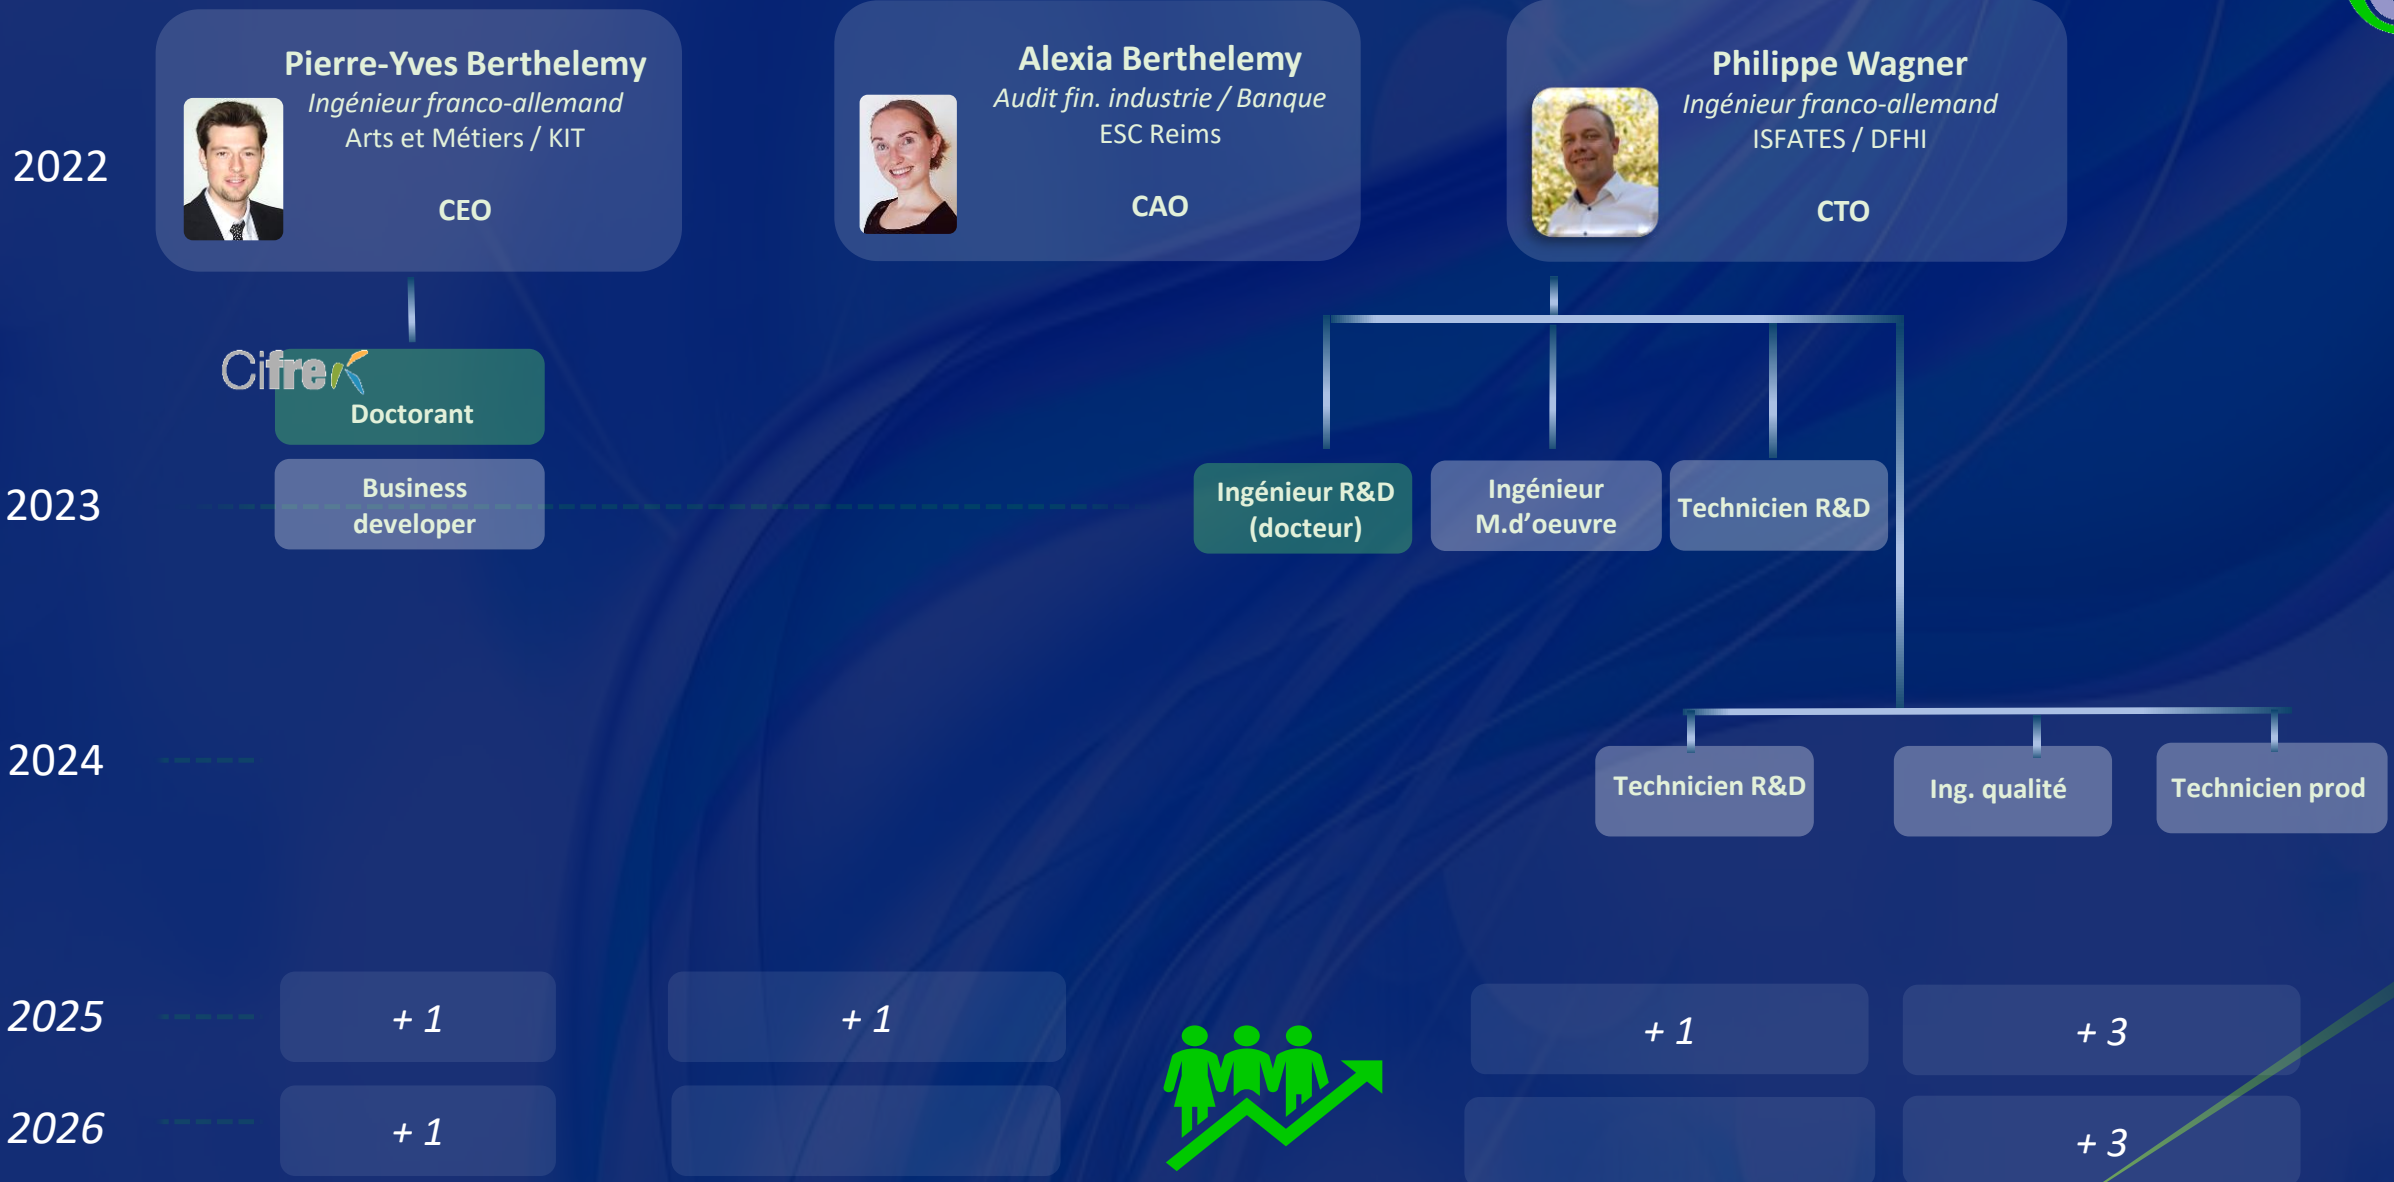 Pierre-Yves Berthelemy
Ingénieur franco-allemand
Arts et Métiers / KIT
CEO
Alexia Berthelemy
Audit fin. industrie / Banque
ESC Reims
CAO
Philippe Wagner
Ingénieur franco-allemand
ISFATES / DFHI
CTO
2022
Cifre
Doctorant
2023
Business
developer
Ingénieur R&D
(docteur)
Ingénieur
M.d’oeuvre
Technicien R&D
2024
Technicien R&D
Ing. qualité
Technicien prod
2025
+ 1
+ 1
+ 1
+ 3
2026
+ 1
+ 3